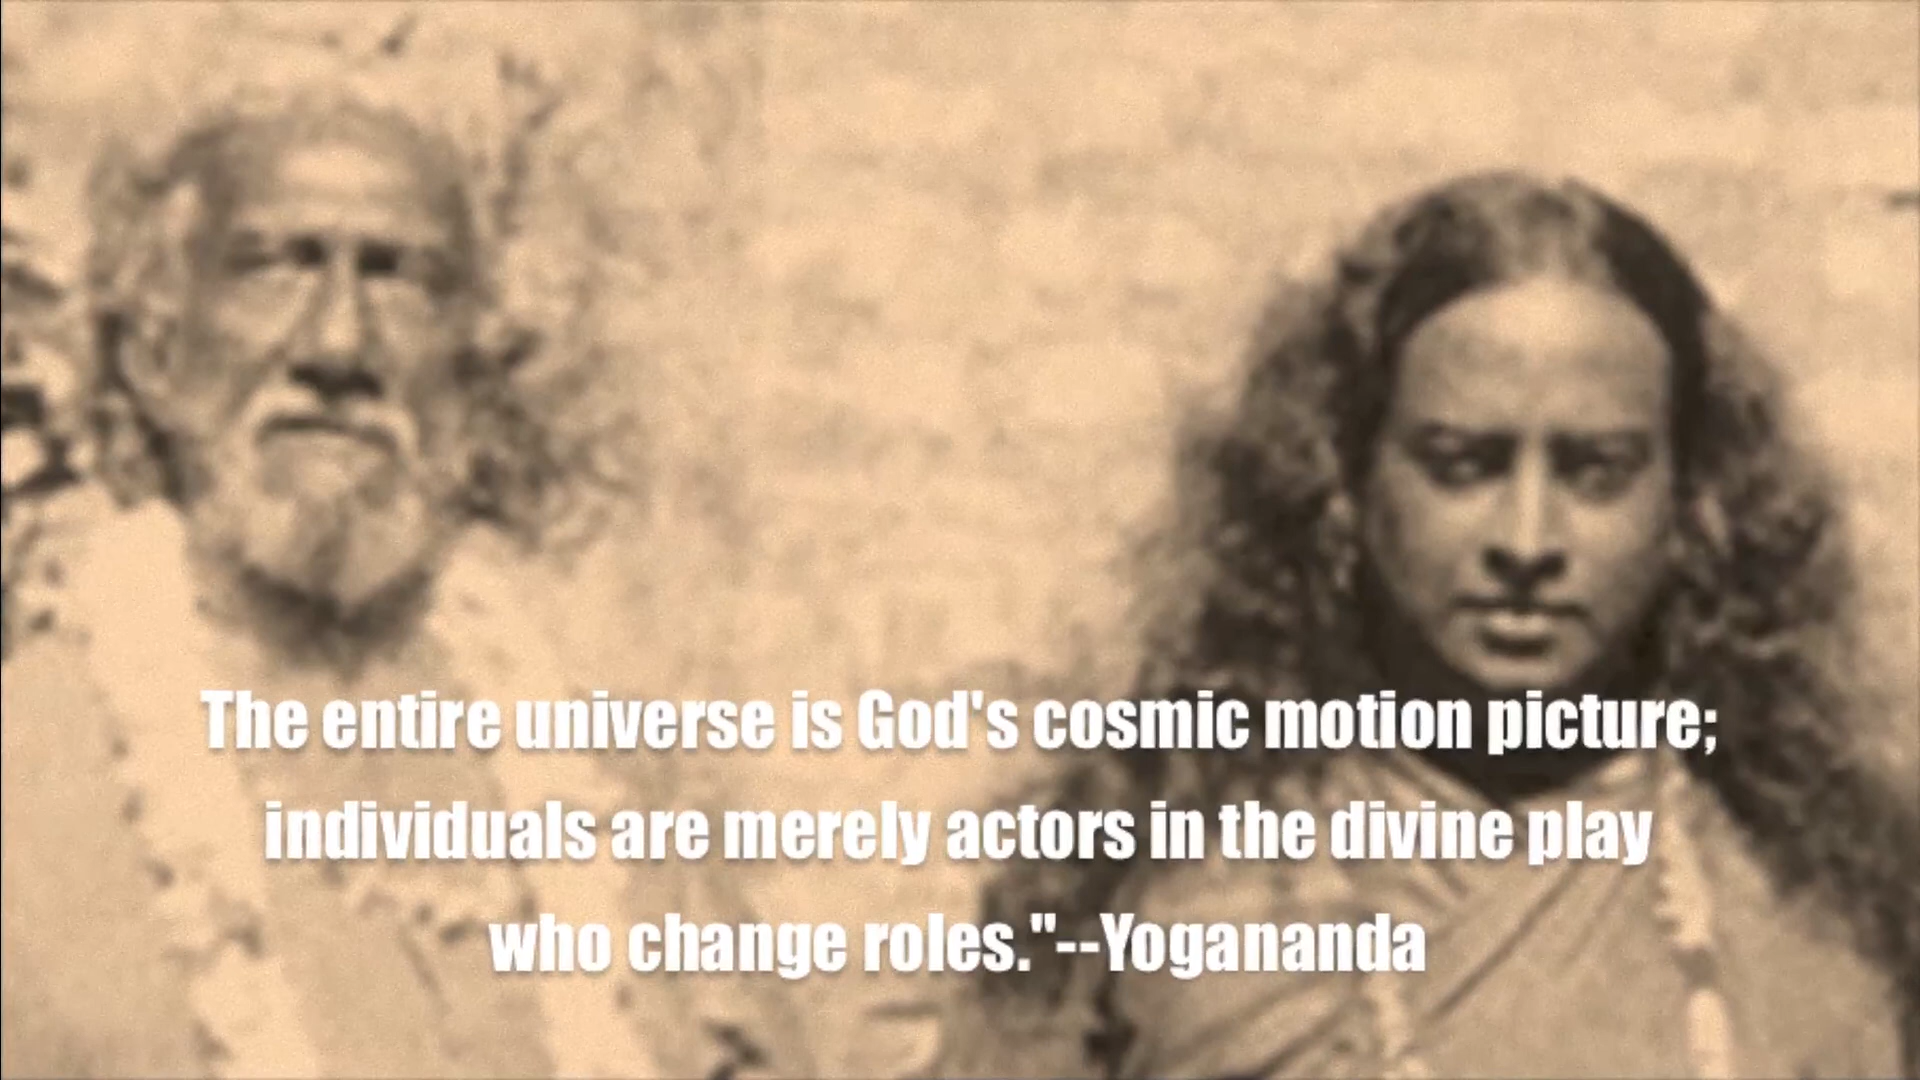 The entire universe is God's cosmic motion picture;
individuals are merely actors in the divine play
who change roles."--Yogananda